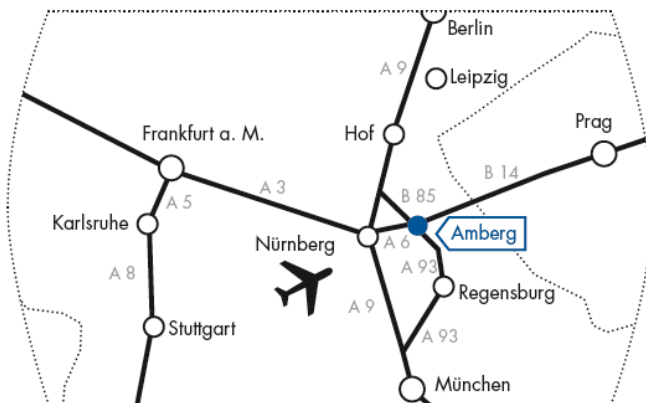 Berlin
A 9
Leipzig
Hof
Prag
Frankfurt a. M.
B 14
A 3
B 85
A 5
Karlsruhe
Amberg
Nürnberg
A 6
A 93
A 8
Regensburg
A 9
Stuttgart
A 93
München